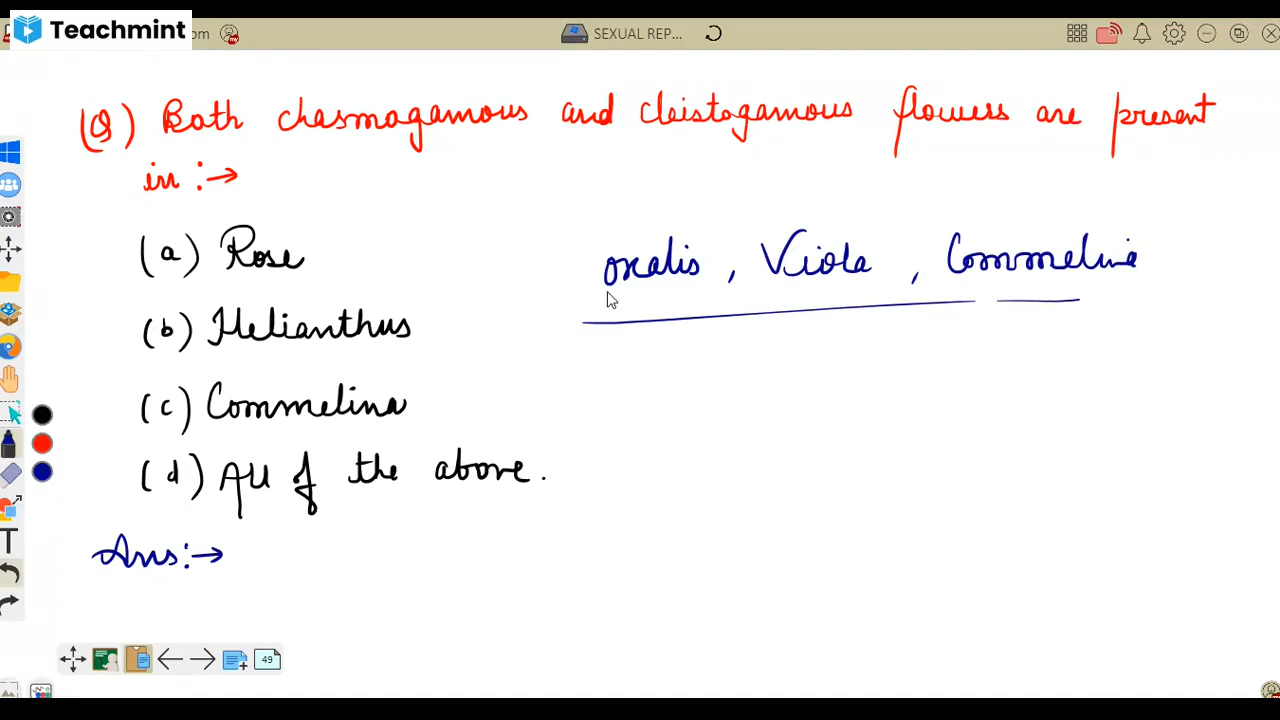 Teachmint
om
SEXUAL REP...
(Q) Both chasmogamous and cleistogamous flowers are present
in :→
(a) Rose
oxalis, Viola, Commelina
(b) Helianthus
(c) Commelina
(d) All of the above.
Ans:→
49